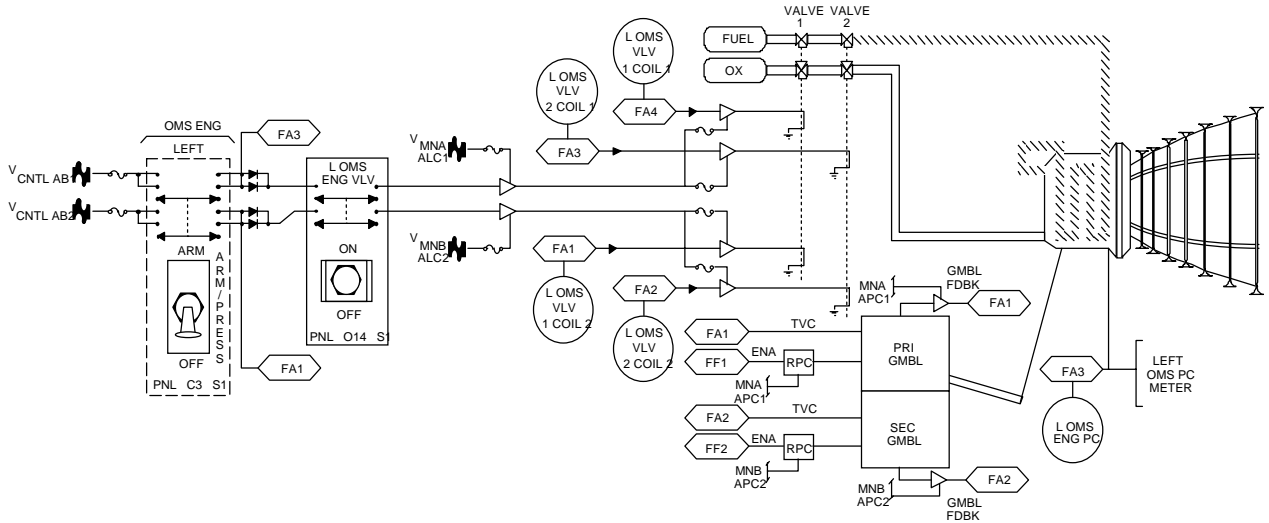 VALVE
1
VALVE
2
FUEL
OX
L OMS
VLV
1 COIL 1
L OMS
VLV
2 COIL 1
FA4
FA3
OMS ENG
LEFT
FA3
V CNTL AB1
V CNTL AB2
L OMS
ENG VLV
V MNA
ALC1
V MNB
ALC2
ARM
ARM/PRESS
OFF
PNL C3 S1
ON
OFF
PNL O14 S1
FA1
FA1
L OMS
VLV
1 COIL 2
FA2
L OMS
VLV
2 COIL 2
MNA
APC1
GMBL
FDBK
FA1
FA1
TVC
FF1
ENA
RPC
MNA
APC1
PRI
GMBL
FA2
TVC
FF2
ENA
RPC
MNB
APC2
SEC
GMBL
MNB
APC2
GMBL
FDBK
FA2
FA3
LEFT
OMS PC
METER
L OMS
ENG PC